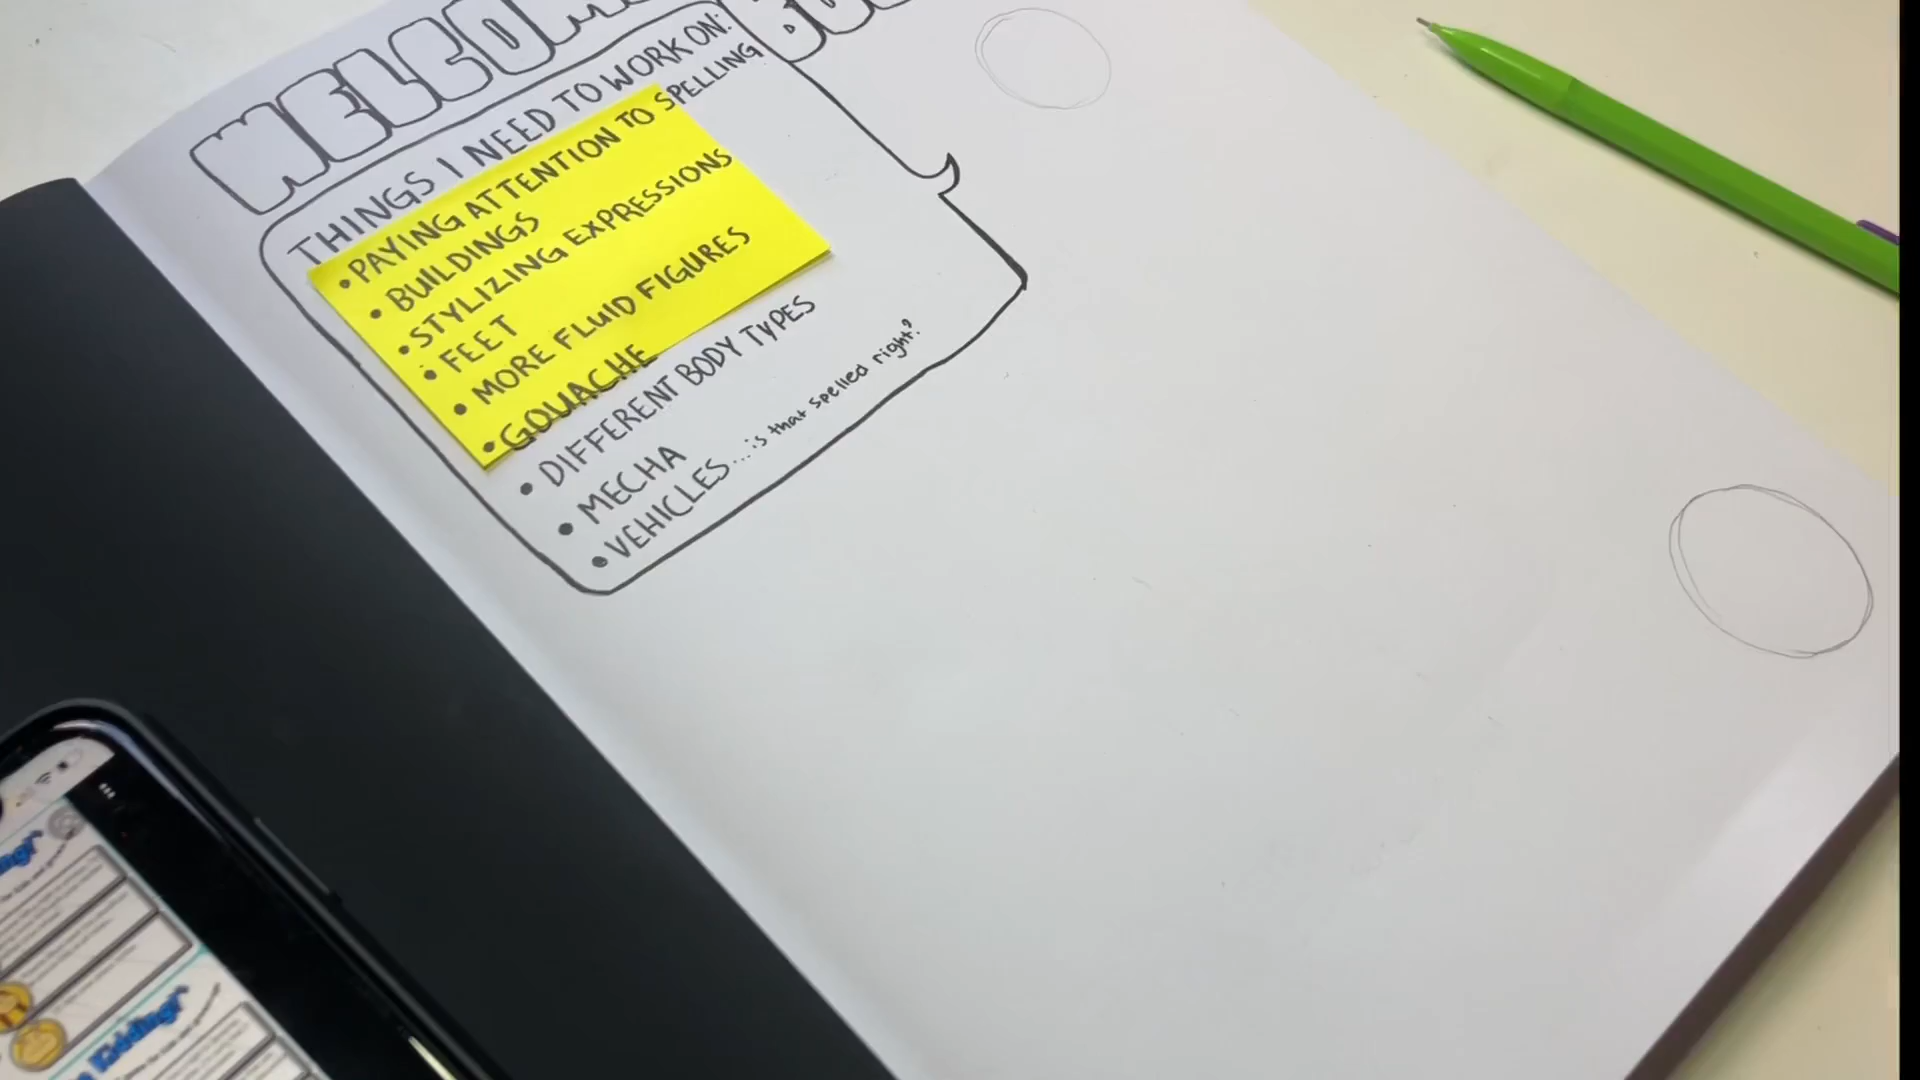 THINGS I NEED TO WORK ON:
• PAYING ATTENTION TO SPELLING
• BUILDINGS
• STYLIZING EXPRESSIONS
• FEET
• MORE FLUID FIGURES
• GOUACHE
• DIFFERENT BODY TYPES
• MECHA
• VEHICLES...is that spelled right?
Kidding!